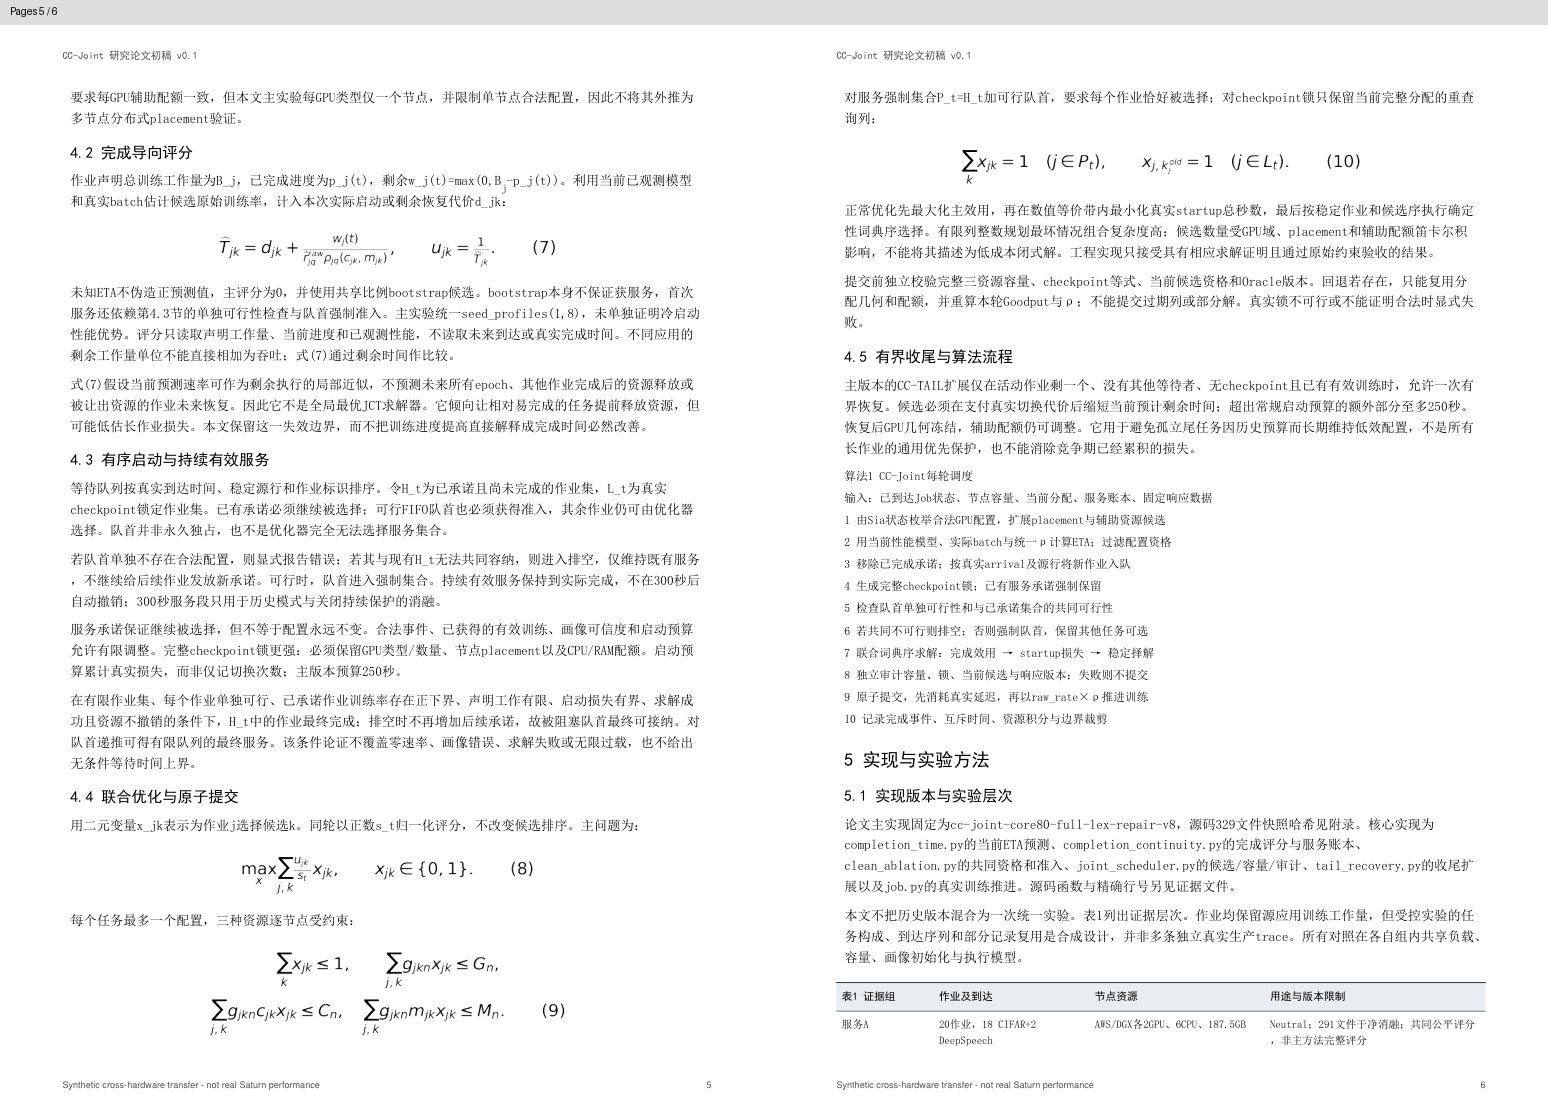 Pages 5 / 6
CC-Joint 研究论文初稿 v0.1
要求每GPU辅助配额一致，但本文主实验每GPU类型仅一个节点，并限制单节点合法配置，因此不将其外推为
多节点分布式placement验证。
4.2 完成导向评分
作业声明总训练工作量为B_j，已完成进度为p_j(t)，剩余w_j(t)=max(0,B_j-p_j(t))。利用当前已观测模型
和真实batch估计候选原始训练率，计入本次实际启动或剩余恢复代价d_jk：
T̂_jk = d_jk + w_j(t) / (r̂^raw_jq ρ_jq(c_jk, m_jk)), u_jk = 1 / T̂_jk. (7)
未知ETA不伪造正预测值，主评分为0，并使用共享比例bootstrap候选。bootstrap本身不保证获服务，首次
服务还依赖第4.3节的单独可行性检查与队首强制准入。主实验统一seed_profiles(1,8)，未单独证明冷启动
性能优势。评分只读取声明工作量、当前进度和已观测性能，不读取未来到达或真实完成时间。不同应用的
剩余工作量单位不能直接相加为吞吐；式(7)通过剩余时间作比较。
式(7)假设当前预测速率可作为剩余执行的局部近似，不预测未来所有epoch、其他作业完成后的资源释放或
被让出资源的作业未来恢复。因此它不是全局最优JCT求解器。它倾向让相对易完成的任务提前释放资源，但
可能低估长作业损失。本文保留这一失效边界，而不把训练进度提高直接解释成完成时间必然改善。
4.3 有序启动与持续有效服务
等待队列按真实到达时间、稳定源行和作业标识排序。令H_t为已承诺且尚未完成的作业集，L_t为真实
checkpoint锁定作业集。已有承诺必须继续被选择；可行FIFO队首也必须获得准入，其余作业仍可由优化器
选择。队首并非永久独占，也不是优化器完全无法选择服务集合。
若队首单独不存在合法配置，则显式报告错误；若其与现有H_t无法共同容纳，则进入排空，仅维持既有服务
，不继续给后续作业发放新承诺。可行时，队首进入强制集合。持续有效服务保持到实际完成，不在300秒后
自动撤销；300秒服务段只用于历史模式与关闭持续保护的消融。
服务承诺保证继续被选择，但不等于配置永远不变。合法事件、已获得的有效训练、画像可信度和启动预算
允许有限调整。完整checkpoint锁更强：必须保留GPU类型/数量、节点placement以及CPU/RAM配额。启动预
算累计真实损失，而非仅记切换次数；主版本预算250秒。
在有限作业集、每个作业单独可行、已承诺作业训练率存在正下界、声明工作有限、启动损失有界、求解成
功且资源不撤销的条件下，H_t中的作业最终完成；排空时不再增加后续承诺，故被阻塞队首最终可接纳。对
队首递推可得有限队列的最终服务。该条件论证不覆盖零速率、画像错误、求解失败或无限过载，也不给出
无条件等待时间上界。
4.4 联合优化与原子提交
用二元变量x_jk表示为作业j选择候选k。同轮以正数s_t归一化评分，不改变候选排序。主问题为：
max_x ∑_{j,k} (u_jk / s_t) x_jk, x_jk ∈ {0, 1}. (8)
每个任务最多一个配置，三种资源逐节点受约束：
∑_k x_jk ≤ 1, ∑_{j,k} g_jkn x_jk ≤ G_n,
∑_{j,k} g_jkn c_jk x_jk ≤ C_n, ∑_{j,k} g_jkn m_jk x_jk ≤ M_n. (9)
Synthetic cross-hardware transfer - not real Saturn performance 5
CC-Joint 研究论文初稿 v0.1
对服务强制集合P_t=H_t加可行队首，要求每个作业恰好被选择；对checkpoint锁只保留当前完整分配的重查
询列：
∑_k x_jk = 1 (j ∈ P_t), x_{j, k_j^old} = 1 (j ∈ L_t). (10)
正常优化先最大化主效用，再在数值等价带内最小化真实startup总秒数，最后按稳定作业和候选序执行确定
性词典序选择。有限列整数规划最坏情况组合复杂度高；候选数量受GPU域、placement和辅助配额笛卡尔积
影响，不能将其描述为低成本闭式解。工程实现只接受具有相应求解证明且通过原始约束验收的结果。
提交前独立校验完整三资源容量、checkpoint等式、当前候选资格和Oracle版本。回退若存在，只能复用分
配几何和配额，并重算本轮Goodput与ρ；不能提交过期列或部分解。真实锁不可行或不能证明合法时显式失
败。
4.5 有界收尾与算法流程
主版本的CC-TAIL扩展仅在活动作业剩一个、没有其他等待者、无checkpoint且已有有效训练时，允许一次有
界恢复。候选必须在支付真实切换代价后缩短当前预计剩余时间；超出常规启动预算的额外部分至多250秒。
恢复后GPU几何冻结，辅助配额仍可调整。它用于避免孤立尾任务因历史预算而长期维持低效配置，不是所有
长作业的通用优先保护，也不能消除竞争期已经累积的损失。
算法1 CC-Joint每轮调度
输入：已到达Job状态、节点容量、当前分配、服务账本、固定响应数据
1 由Sia状态枚举合法GPU配置，扩展placement与辅助资源候选
2 用当前性能模型、实际batch与统一ρ计算ETA；过滤配置资格
3 移除已完成承诺；按真实arrival及源行将新作业入队
4 生成完整checkpoint锁；已有服务承诺强制保留
5 检查队首单独可行性和与已承诺集合的共同可行性
6 若共同不可行则排空；否则强制队首，保留其他任务可选
7 联合词典序求解：完成效用 → startup损失 → 稳定择解
8 独立审计容量、锁、当前候选与响应版本；失败则不提交
9 原子提交，先消耗真实延迟，再以raw_rate×ρ推进训练
10 记录完成事件、互斥时间、资源积分与边界裁剪
5 实现与实验方法
5.1 实现版本与实验层次
论文主实现固定为cc-joint-core80-full-lex-repair-v8，源码329文件快照哈希见附录。核心实现为
completion_time.py的当前ETA预测、completion_continuity.py的完成评分与服务账本、
clean_ablation.py的共同资格和准入、joint_scheduler.py的候选/容量/审计、tail_recovery.py的收尾扩
展以及job.py的真实训练推进。源码函数与精确行号另见证据文件。
本文不把历史版本混合为一次统一实验。表1列出证据层次。作业均保留源应用训练工作量，但受控实验的任
务构成、到达序列和部分记录复用是合成设计，并非多条独立真实生产trace。所有对照在各自组内共享负载、
容量、画像初始化与执行模型。
表1 证据组 作业及到达 节点资源 用途与版本限制
服务A 20作业，18 CIFAR+2 AWS/DGX各2GPU、6CPU、187.5GB Neutral；291文件干净消融；共同公平评分
DeepSpeech ，非主方法完整评分
Synthetic cross-hardware transfer - not real Saturn performance 6